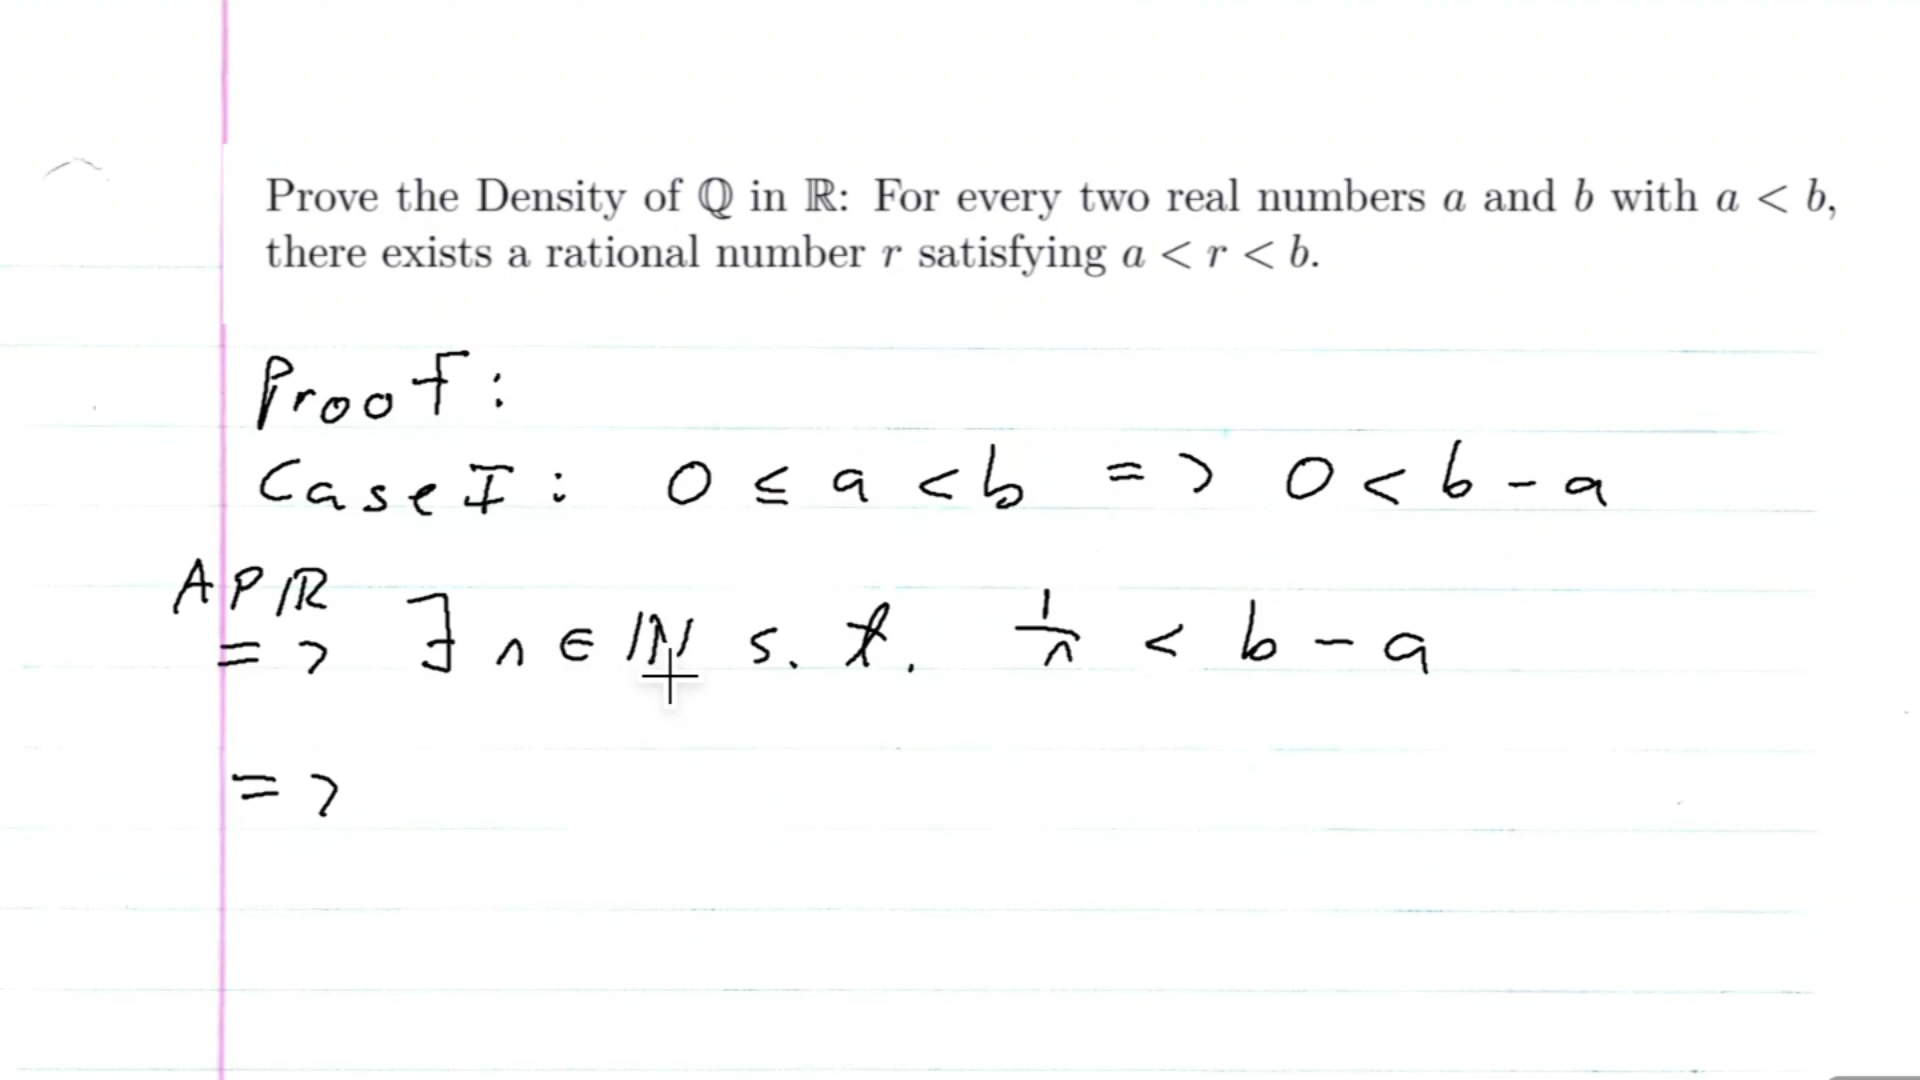 Prove the Density of ℚ in ℝ: For every two real numbers a and b with a < b,
there exists a rational number r satisfying a < r < b.
Proof:
Case I: 0 ≤ a < b => 0 < b - a
APℝ
=> ∃ n ∈ ℕ s.t. 1/n < b - a
=>